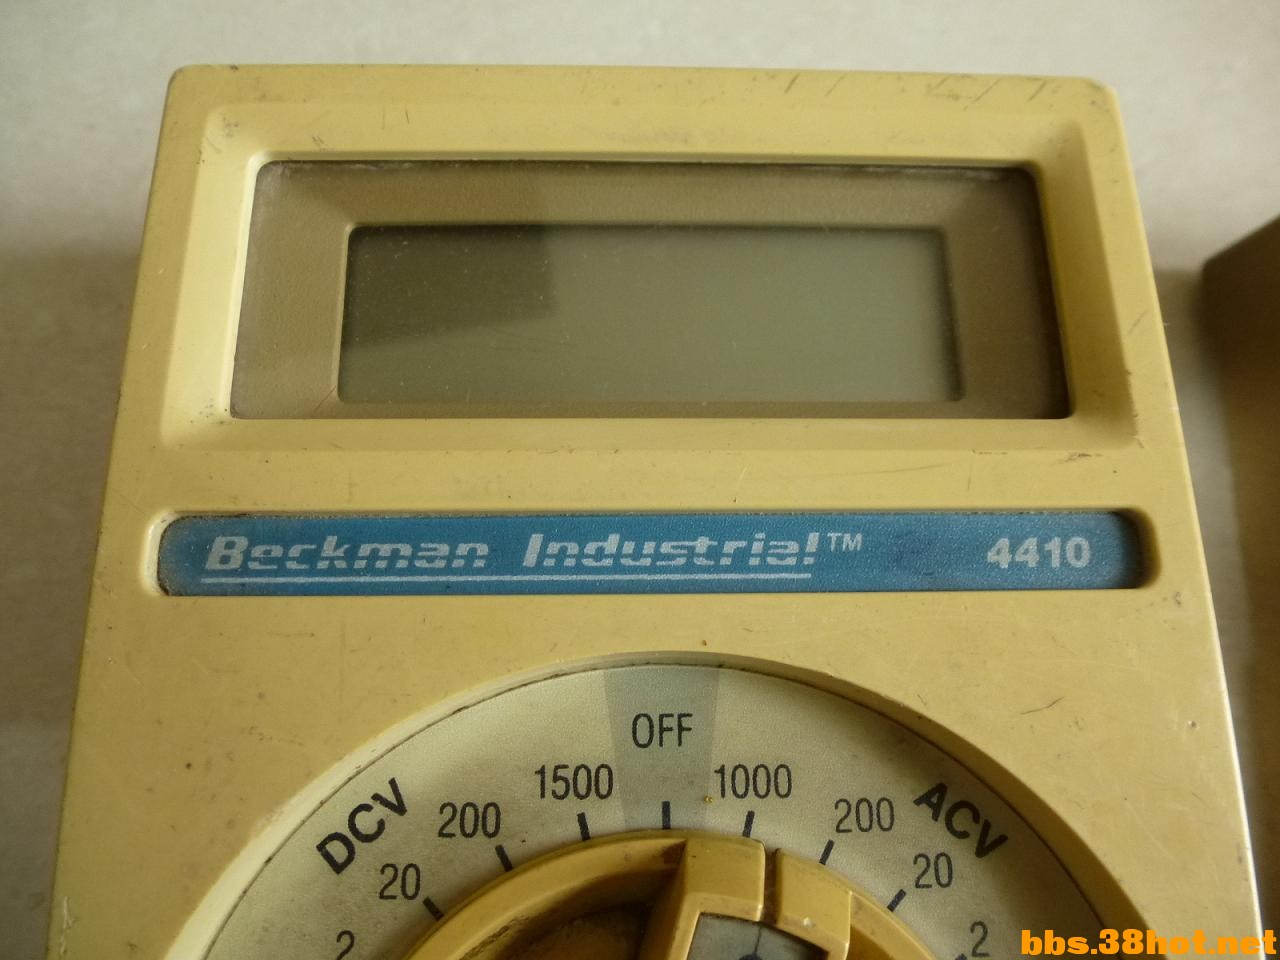 Beckman Industrial™ 4410
OFF
1500 1000
DCV 200 200 ACV
20 20
2 2
bbs.38hot.net